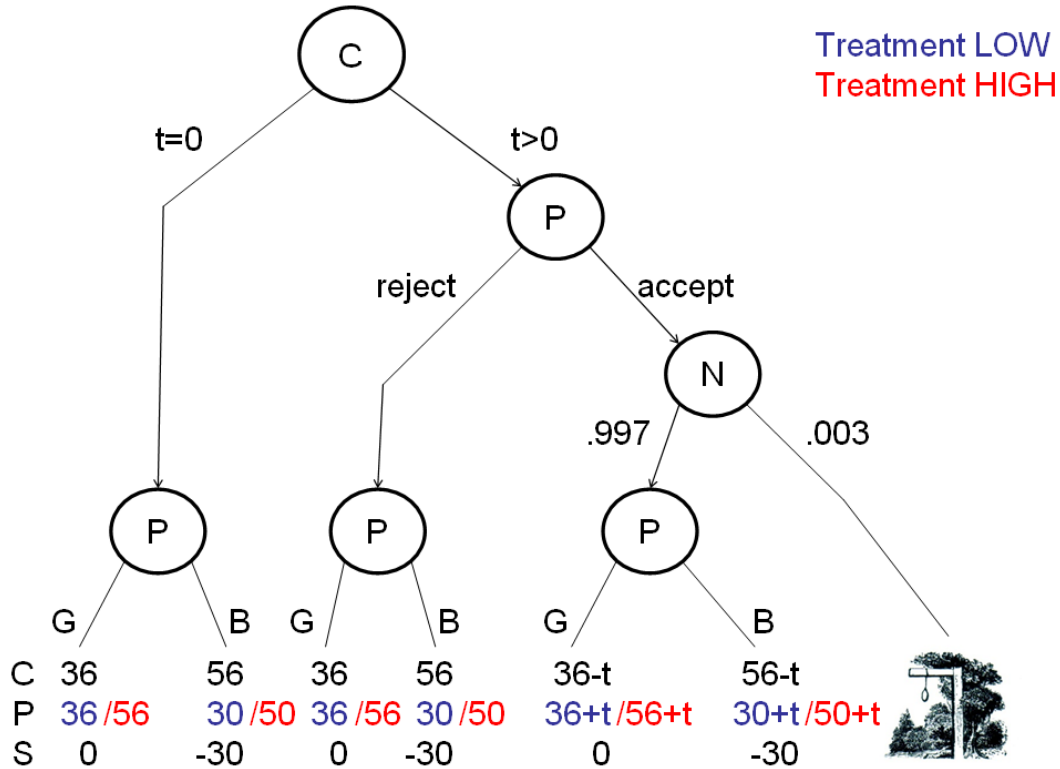 C
Treatment LOW
Treatment HIGH
t=0
t>0
P
reject
accept
N
.997
.003
P
P
P
G
B
G
B
G
B
C 36 56 36 56 36-t 56-t
P 36 /56 30 /50 36 /56 30 /50 36+t /56+t 30+t /50+t
S 0 -30 0 -30 0 -30